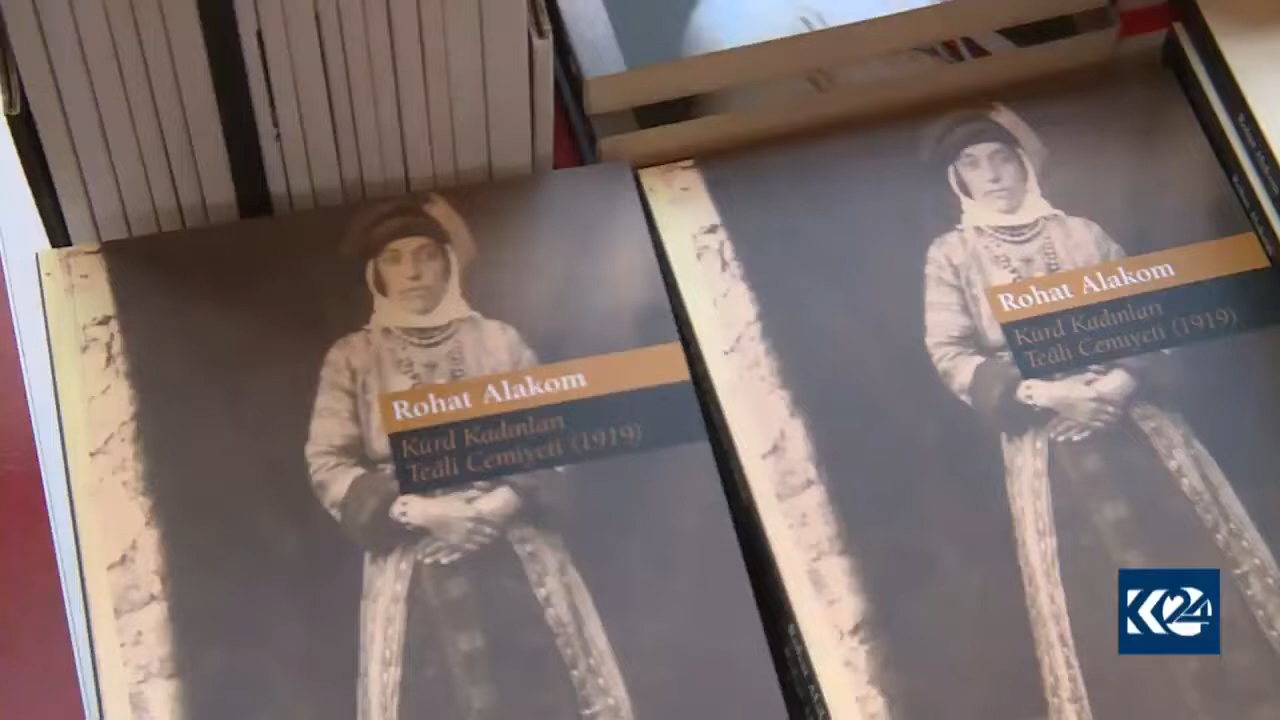 Rohat Alakom
Kürd Kadınları
Teâli Cemiyeti (1919)
Rohat Alakom
Kürd Kadınları
Teâli Cemiyeti (1919)
K24